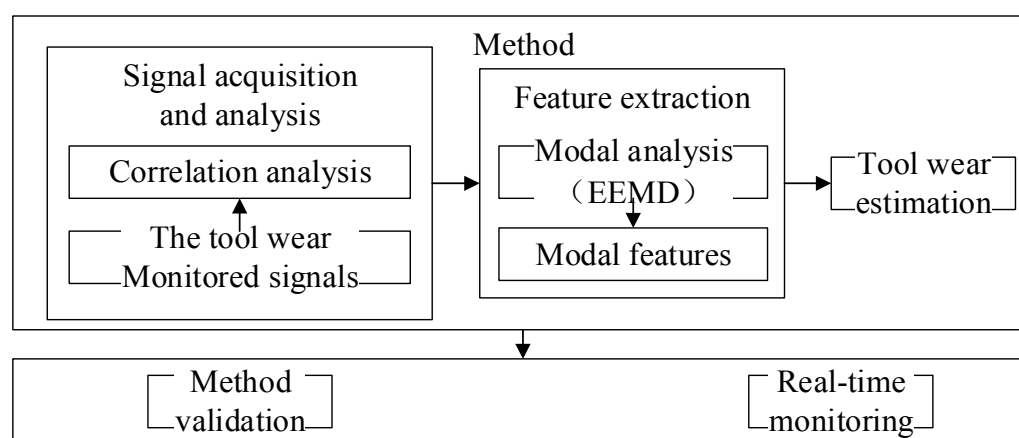 Method
Signal acquisition
and analysis
Correlation analysis
The tool wear
Monitored signals
Feature extraction
Modal analysis
（EEMD）
Modal features
Tool wear
estimation
Method
validation
Real-time
monitoring